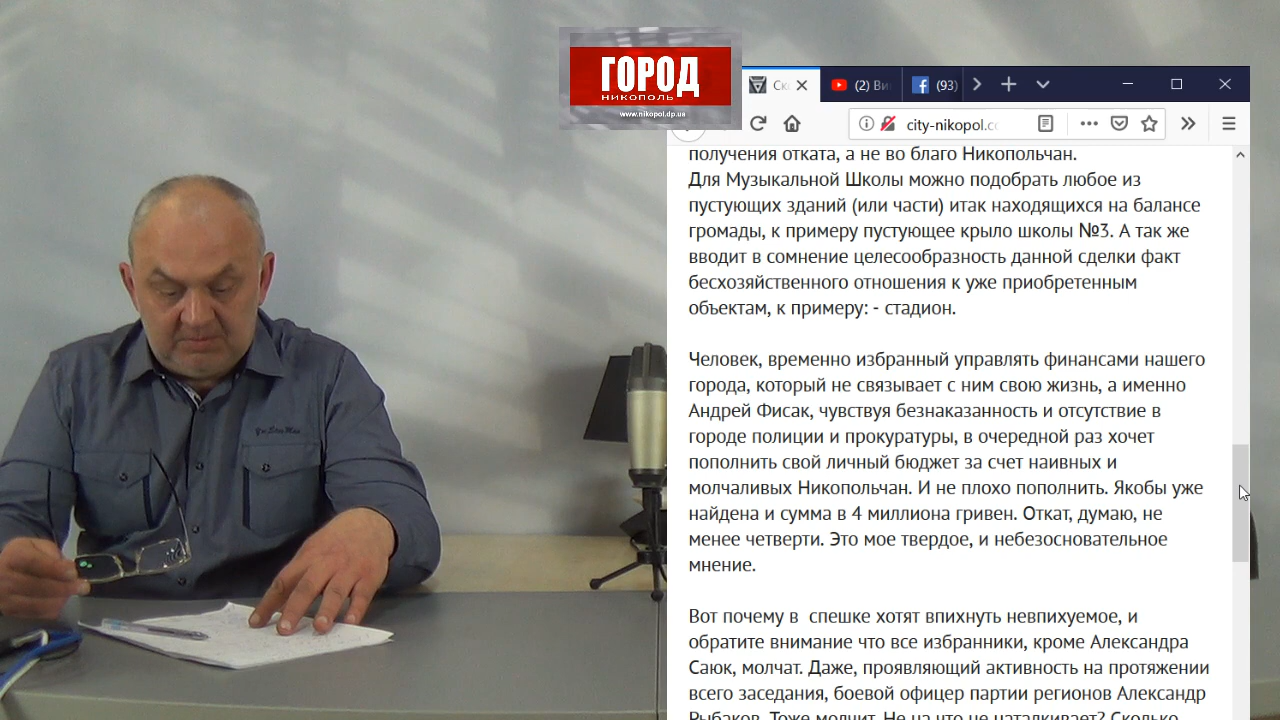 ГОРОД
НИКОПОЛЬ
www.nikopol.dp.ua
(2) Ви
(93)
city-nikopol.c
получения отката, а не во благо Никопольчан.
Для Музыкальной Школы можно подобрать любое из
пустующих зданий (или части) итак находящихся на балансе
громады, к примеру пустующее крыло школы №3. А так же
вводит в сомнение целесообразность данной сделки факт
бесхозяйственного отношения к уже приобретенным
объектам, к примеру: - стадион.
Человек, временно избранный управлять финансами нашего
города, который не связывает с ним свою жизнь, а именно
Андрей Фисак, чувствуя безнаказанность и отсутствие в
городе полиции и прокуратуры, в очередной раз хочет
пополнить свой личный бюджет за счет наивных и
молчаливых Никопольчан. И не плохо пополнить. Якобы уже
найдена и сумма в 4 миллиона гривен. Откат, думаю, не
менее четверти. Это мое твердое, и небезосновательное
мнение.
Вот почему в спешке хотят впихнуть невпихуемое, и
обратите внимание что все избранники, кроме Александра
Саюк, молчат. Даже, проявляющий активность на протяжении
всего заседания, боевой офицер партии регионов Александр
Рыбаков. Тоже молчит. Не на что не наталкивает? Сколько